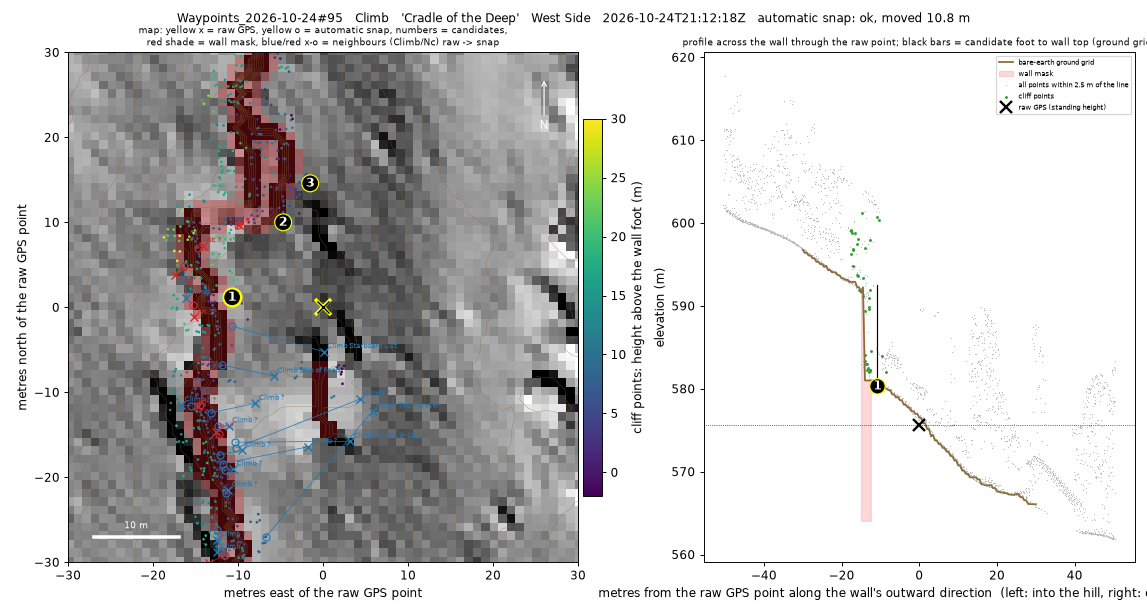 Waypoints_2026-10-24#95 Climb 'Cradle of the Deep' West Side 2026-10-24T21:12:18Z automatic snap: ok, moved 10.8 m
map: yellow x = raw GPS, yellow o = automatic snap, numbers = candidates,
red shade = wall mask, blue/red x-o = neighbours (Climb/Nc) raw -> snap
profile across the wall through the raw point; black bars = candidate foot to wall top (ground gri
30
20
10
0
−10
−20
−30
−30
−20
−10
0
10
20
30
metres north of the raw GPS point
metres east of the raw GPS point
N
10 m
1
2
3
Climb ?
Climb ?
Climb ?
Climb ?
30
25
20
15
10
5
0
cliff points: height above the wall foot (m)
620
610
600
590
580
570
560
elevation (m)
−40
−20
0
20
40
metres from the raw GPS point along the wall's outward direction (left: into the hill, right:
bare-earth ground grid
wall mask
all points within 2.5 m of the line
cliff points
raw GPS (standing height)
1